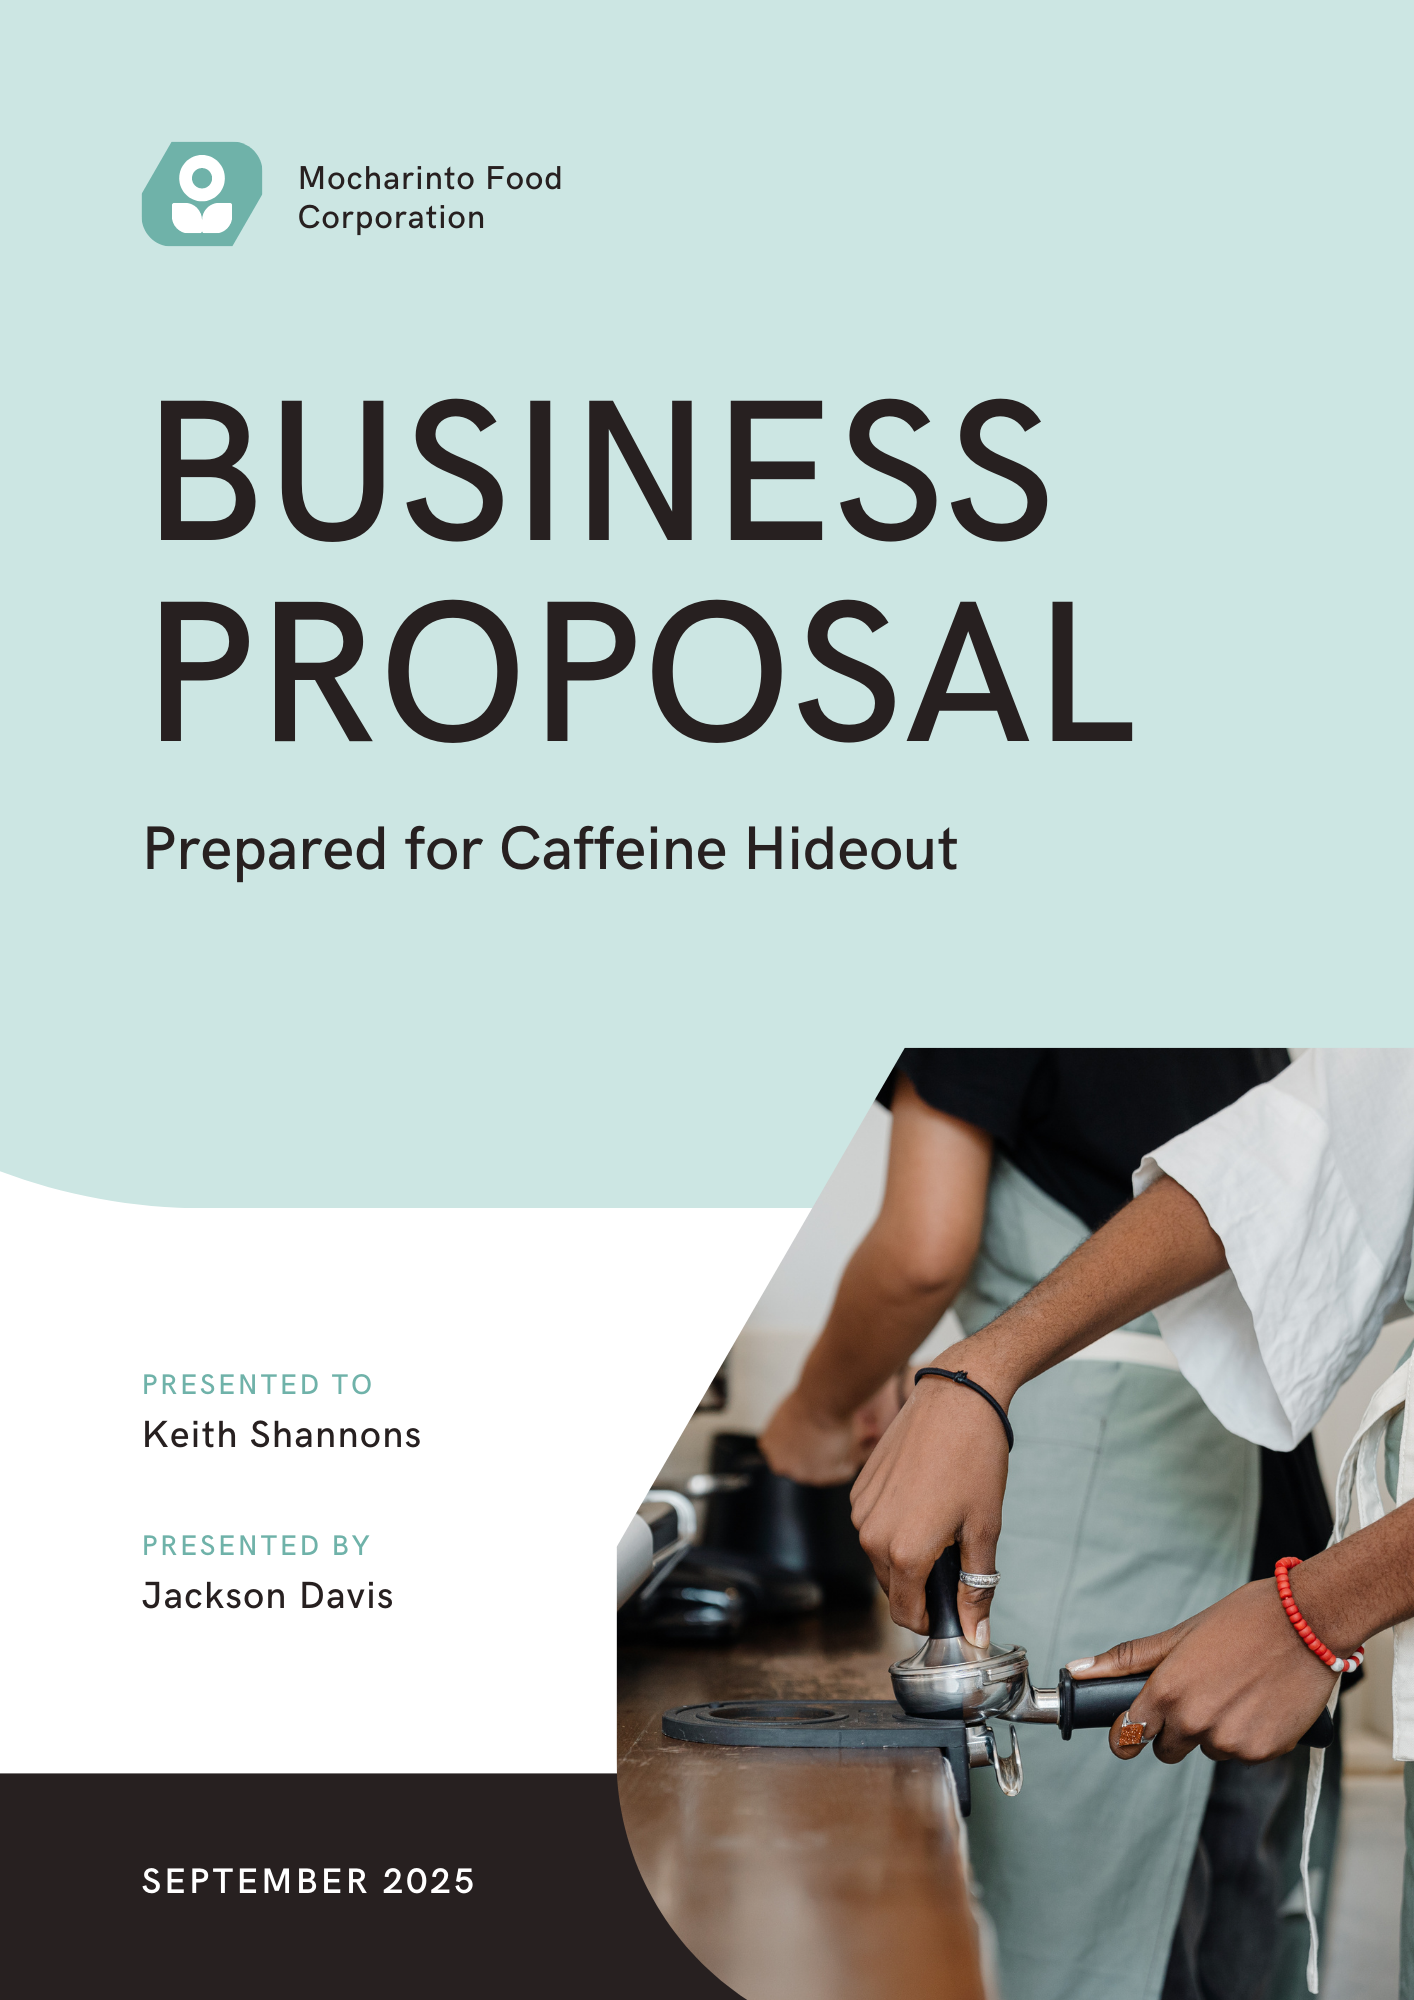 Mocharinto Food
Corporation
BUSINESS
PROPOSAL
Prepared for Caffeine Hideout
PRESENTED TO
Keith Shannons
PRESENTED BY
Jackson Davis
SEPTEMBER 2025